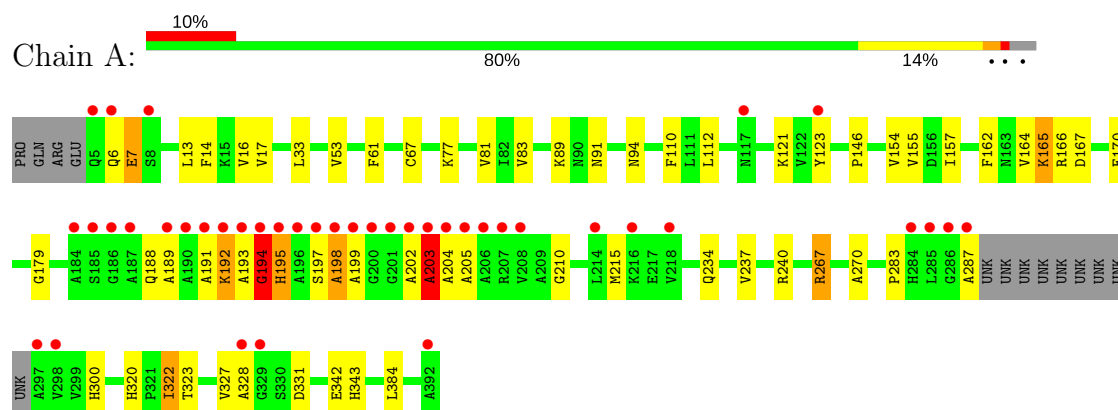 10%
Chain A:
80% 14% • • •
PRO GLN ARG GLU Q5 Q6 E7 S8 L13 F14 K15 V16 V17 L33 V53 F61 C67 K77 V81 I82 V83 K89 N90 N91 N94 F110 L111 L112 N117 K121 V122 Y123 P146 V154 V155 D156 I157 F162 N163 V164 K165 R166 D167
G179 A184 S185 G186 A187 Q188 A189 A190 A191 K192 A193 G194 H195 A196 S197 A198 A199 G200 G201 A202 A203 A204 A205 A206 R207 V208 A209 G210 L214 M215 K216 E217 V218 Q234 V237 R240 R267 A270 P283 H284 L285 G286 A287 UNK UNK UNK UNK UNK UNK UNK UNK
UNK A297 V298 V299 H300 H320 P321 I322 T323 V327 A328 G329 S330 D331 E342 H343 L384 A392